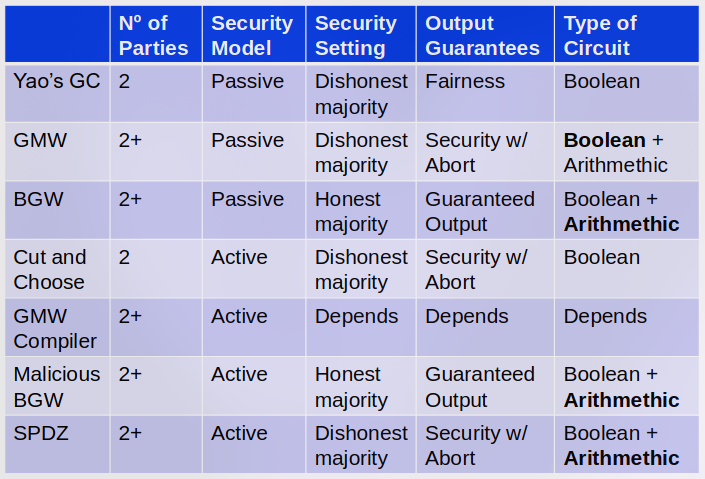 Nº of Parties Security Model Security Setting Output Guarantees Type of Circuit
Yao's GC 2 Passive Dishonest majority Fairness Boolean
GMW 2+ Passive Dishonest majority Security w/ Abort Boolean + Arithmethic
BGW 2+ Passive Honest majority Guaranteed Output Boolean + Arithmethic
Cut and Choose 2 Active Dishonest majority Security w/ Abort Boolean
GMW Compiler 2+ Active Depends Depends Depends
Malicious BGW 2+ Active Honest majority Guaranteed Output Boolean + Arithmethic
SPDZ 2+ Active Dishonest majority Security w/ Abort Boolean + Arithmethic